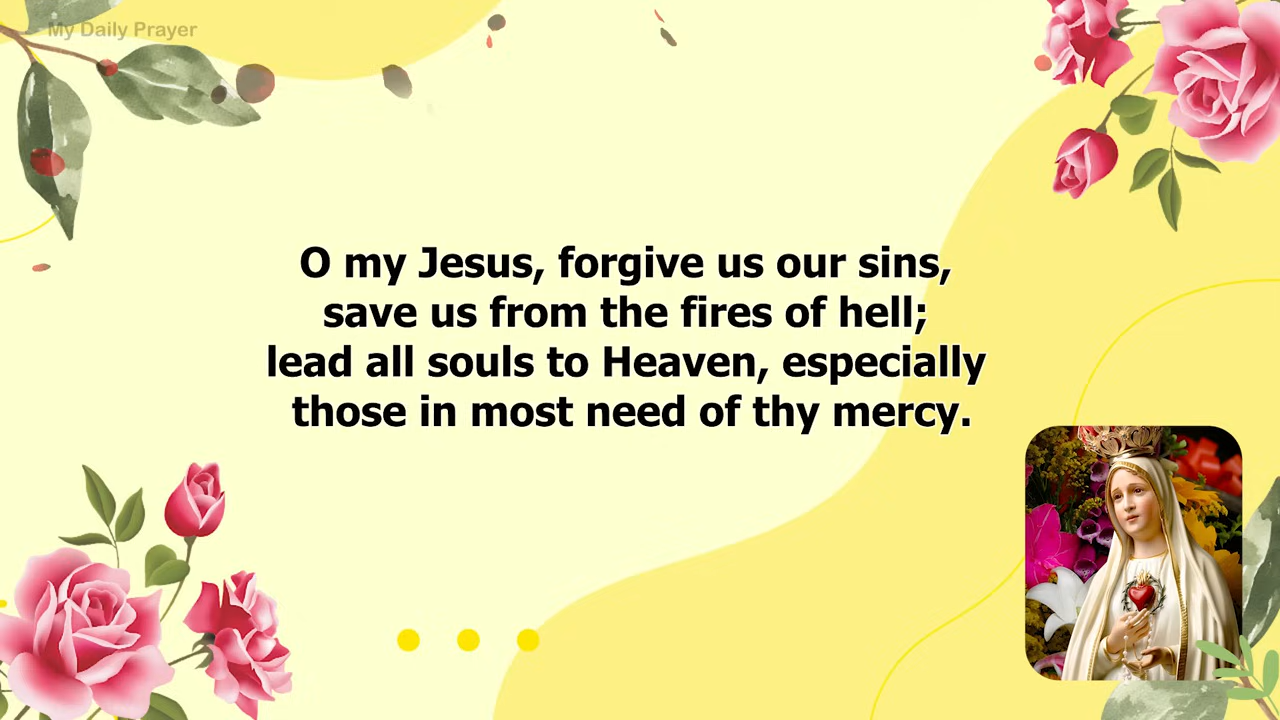 My Daily Prayer
O my Jesus, forgive us our sins,
save us from the fires of hell;
lead all souls to Heaven, especially
those in most need of thy mercy.